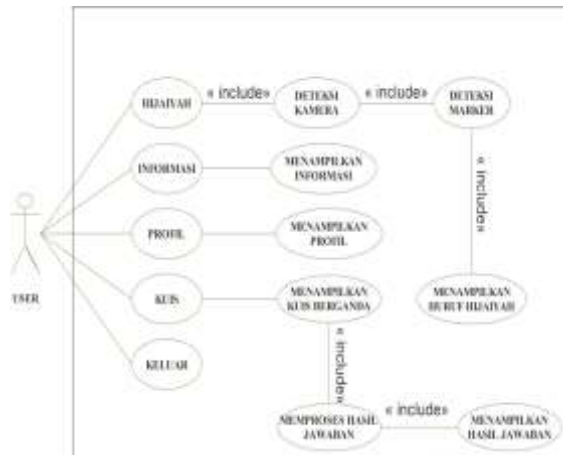 HIJAIYAH
« include»
DETEKSI
KAMERA
« include»
DETEKSI
MARKER
« include»
INFORMASI
MENAMPILKAN
INFORMASI
PROFIL
MENAMPILKAN
PROFIL
USER
KUIS
MENAMPILKAN
KUIS BERGANDA
MENAMPILKAN
HURUF HIJAIYAH
« include»
KELUAR
MEMPROSES HASIL
JAWABAN
« include»
MENAMPILKAN
HASIL JAWABAN